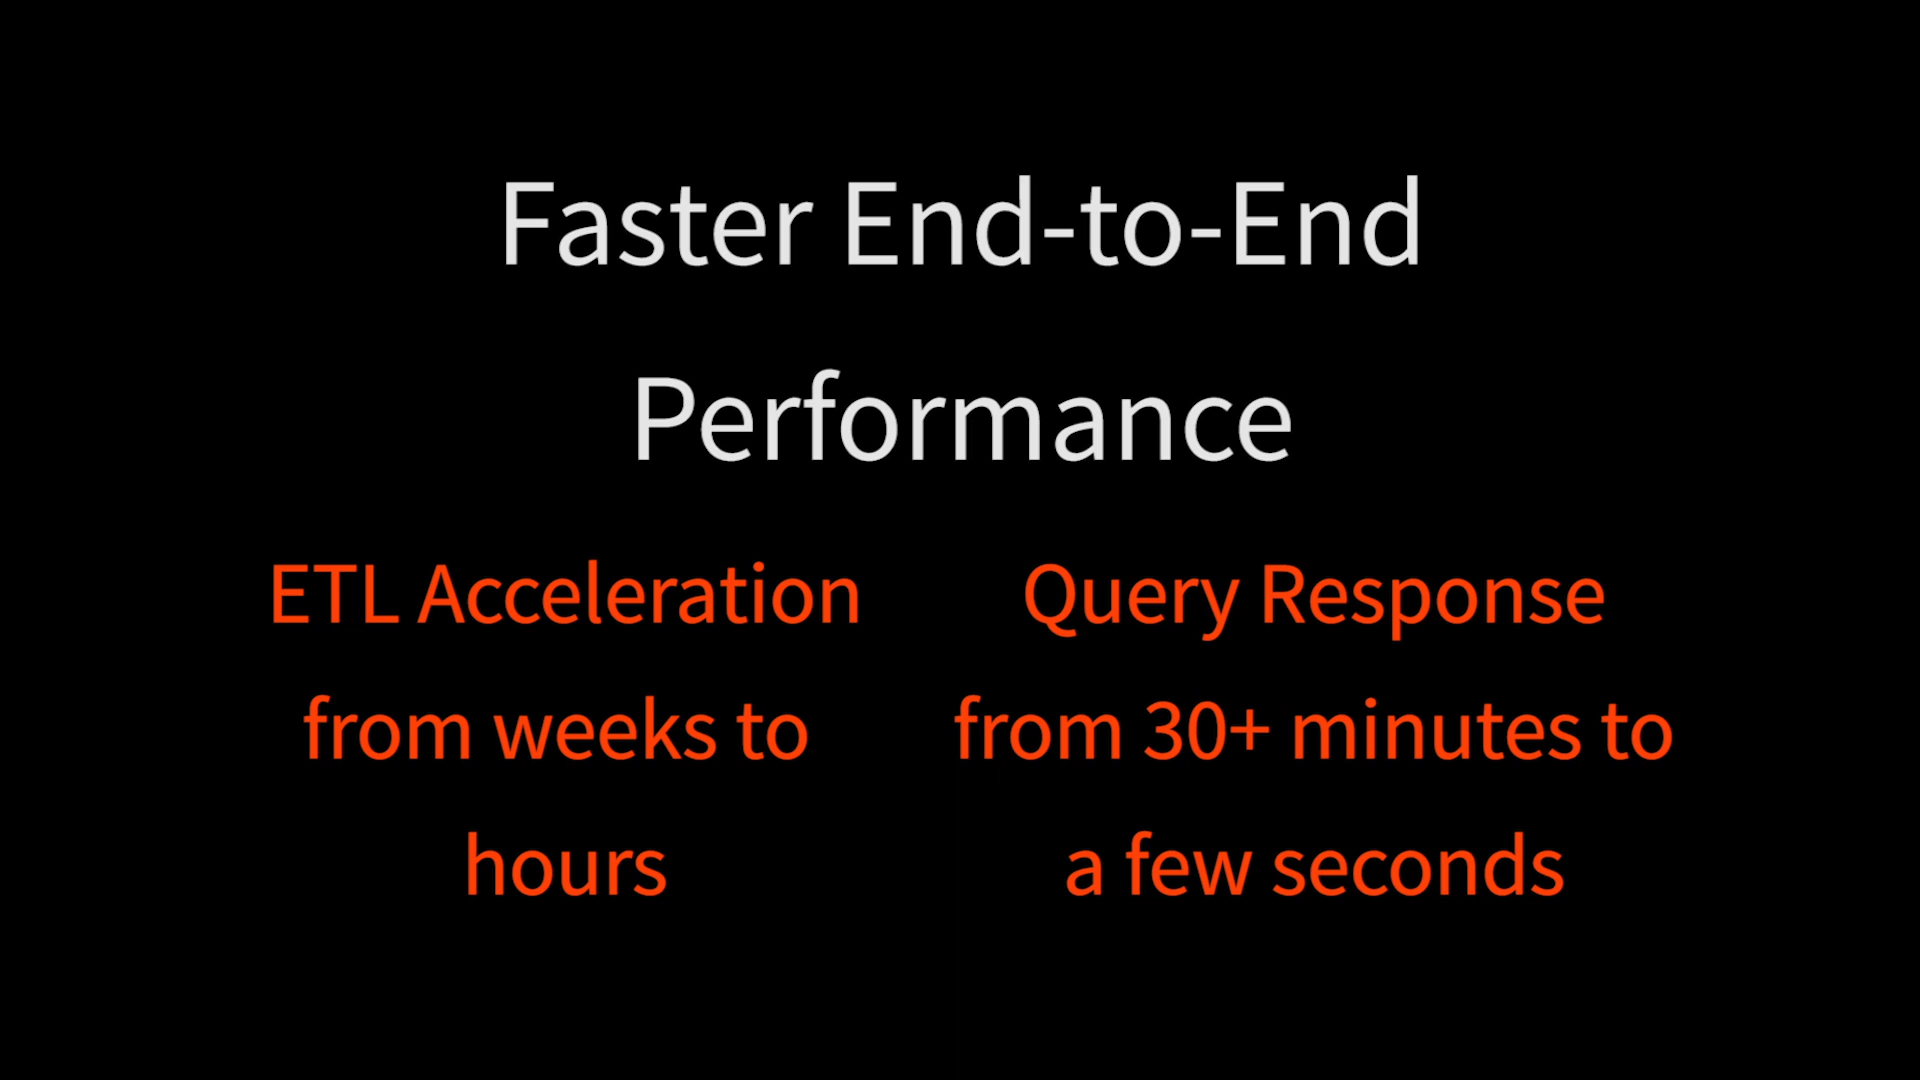 Faster End-to-End
Performance
ETL Acceleration
from weeks to
hours
Query Response
from 30+ minutes to
a few seconds